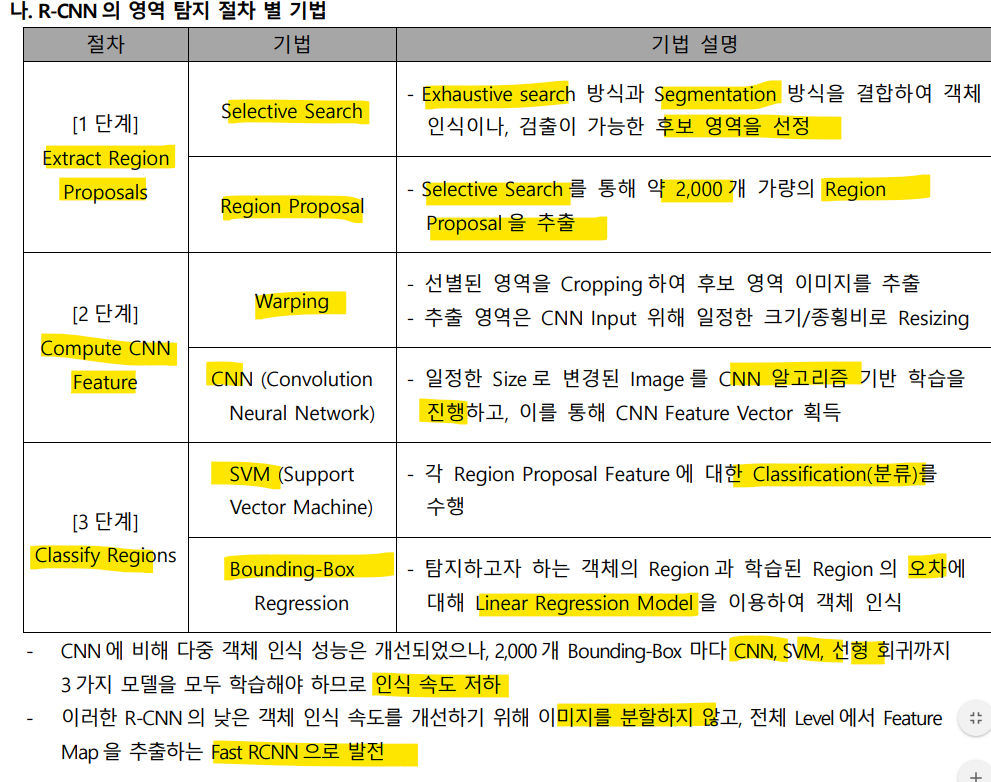 나. R-CNN 의 영역 탐지 절차 별 기법
절차
기법
기법 설명
[1 단계]
Extract Region
Proposals
Selective Search
- Exhaustive search 방식과 Segmentation 방식을 결합하여 객체
인식이나, 검출이 가능한 후보 영역을 선정
Region Proposal
- Selective Search 를 통해 약 2,000 개 가량의 Region
Proposal 을 추출
[2 단계]
Compute CNN
Feature
Warping
- 선별된 영역을 Cropping 하여 후보 영역 이미지를 추출
- 추출 영역은 CNN Input 위해 일정한 크기/종횡비로 Resizing
CNN (Convolution
Neural Network)
- 일정한 Size 로 변경된 Image 를 CNN 알고리즘 기반 학습을
진행하고, 이를 통해 CNN Feature Vector 획득
[3 단계]
Classify Regions
SVM (Support
Vector Machine)
- 각 Region Proposal Feature 에 대한 Classification(분류)를
수행
Bounding-Box
Regression
- 탐지하고자 하는 객체의 Region 과 학습된 Region 의 오차에
대해 Linear Regression Model 을 이용하여 객체 인식
- CNN 에 비해 다중 객체 인식 성능은 개선되었으나, 2,000 개 Bounding-Box 마다 CNN, SVM, 선형 회귀까지
3 가지 모델을 모두 학습해야 하므로 인식 속도 저하
- 이러한 R-CNN 의 낮은 객체 인식 속도를 개선하기 위해 이미지를 분할하지 않고, 전체 Level 에서 Feature
Map 을 추출하는 Fast RCNN 으로 발전